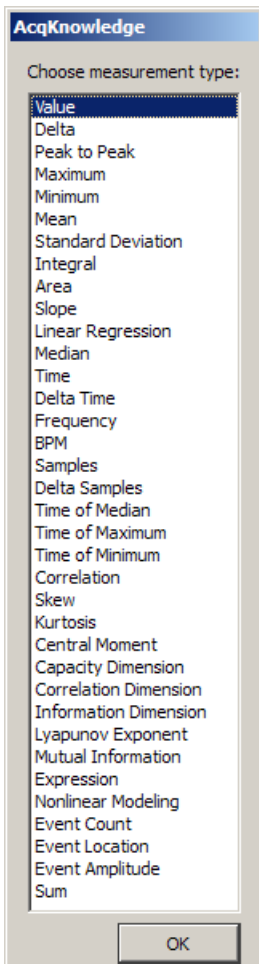 AcqKnowledge
Choose measurement type:
Value
Delta
Peak to Peak
Maximum
Minimum
Mean
Standard Deviation
Integral
Area
Slope
Linear Regression
Median
Time
Delta Time
Frequency
BPM
Samples
Delta Samples
Time of Median
Time of Maximum
Time of Minimum
Correlation
Skew
Kurtosis
Central Moment
Capacity Dimension
Correlation Dimension
Information Dimension
Lyapunov Exponent
Mutual Information
Expression
Nonlinear Modeling
Event Count
Event Location
Event Amplitude
Sum
OK